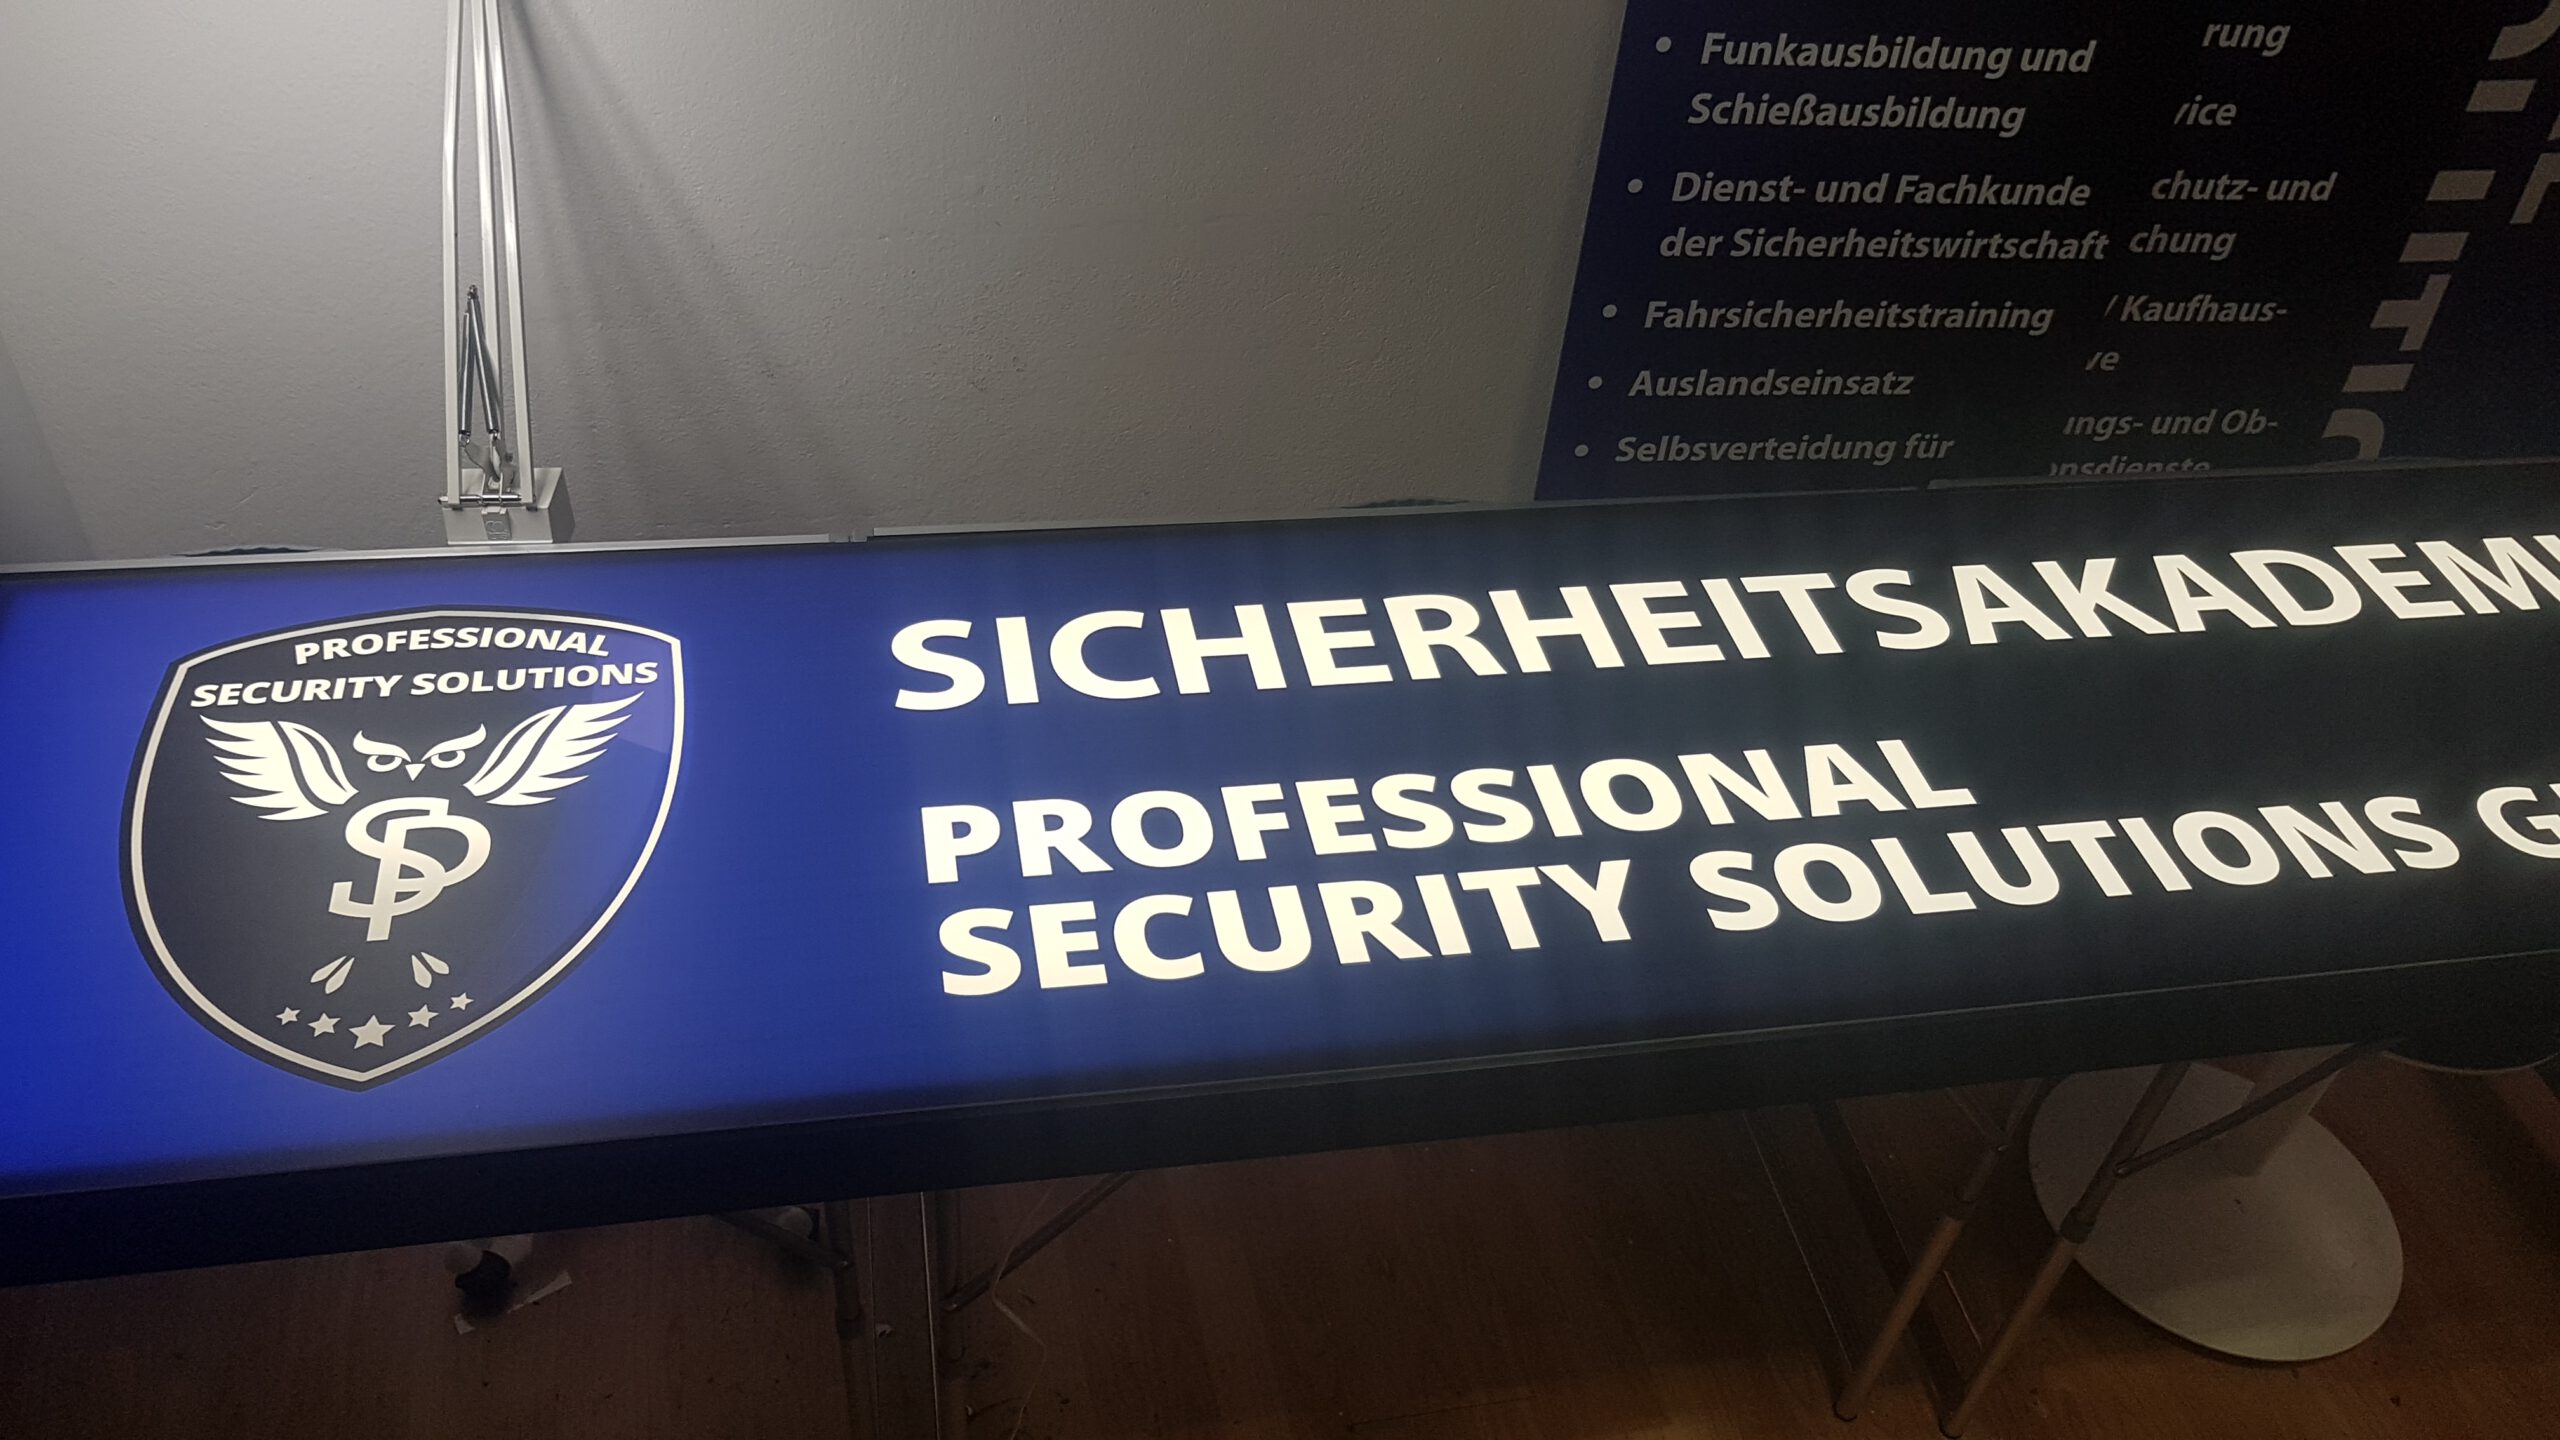 Funkausbildung und
Schießausbildung
Dienst- und Fachkunde
der Sicherheitswirtschaft
Fahrsicherheitstraining
Auslandseinsatz
Selbsverteidung für
rung
chutz- und
chung
/ Kaufhaus-
ings- und Ob-
PROFESSIONAL
SECURITY SOLUTIONS
SP
SICHERHEITSAKADEMI
PROFESSIONAL
SECURITY SOLUTIONS G